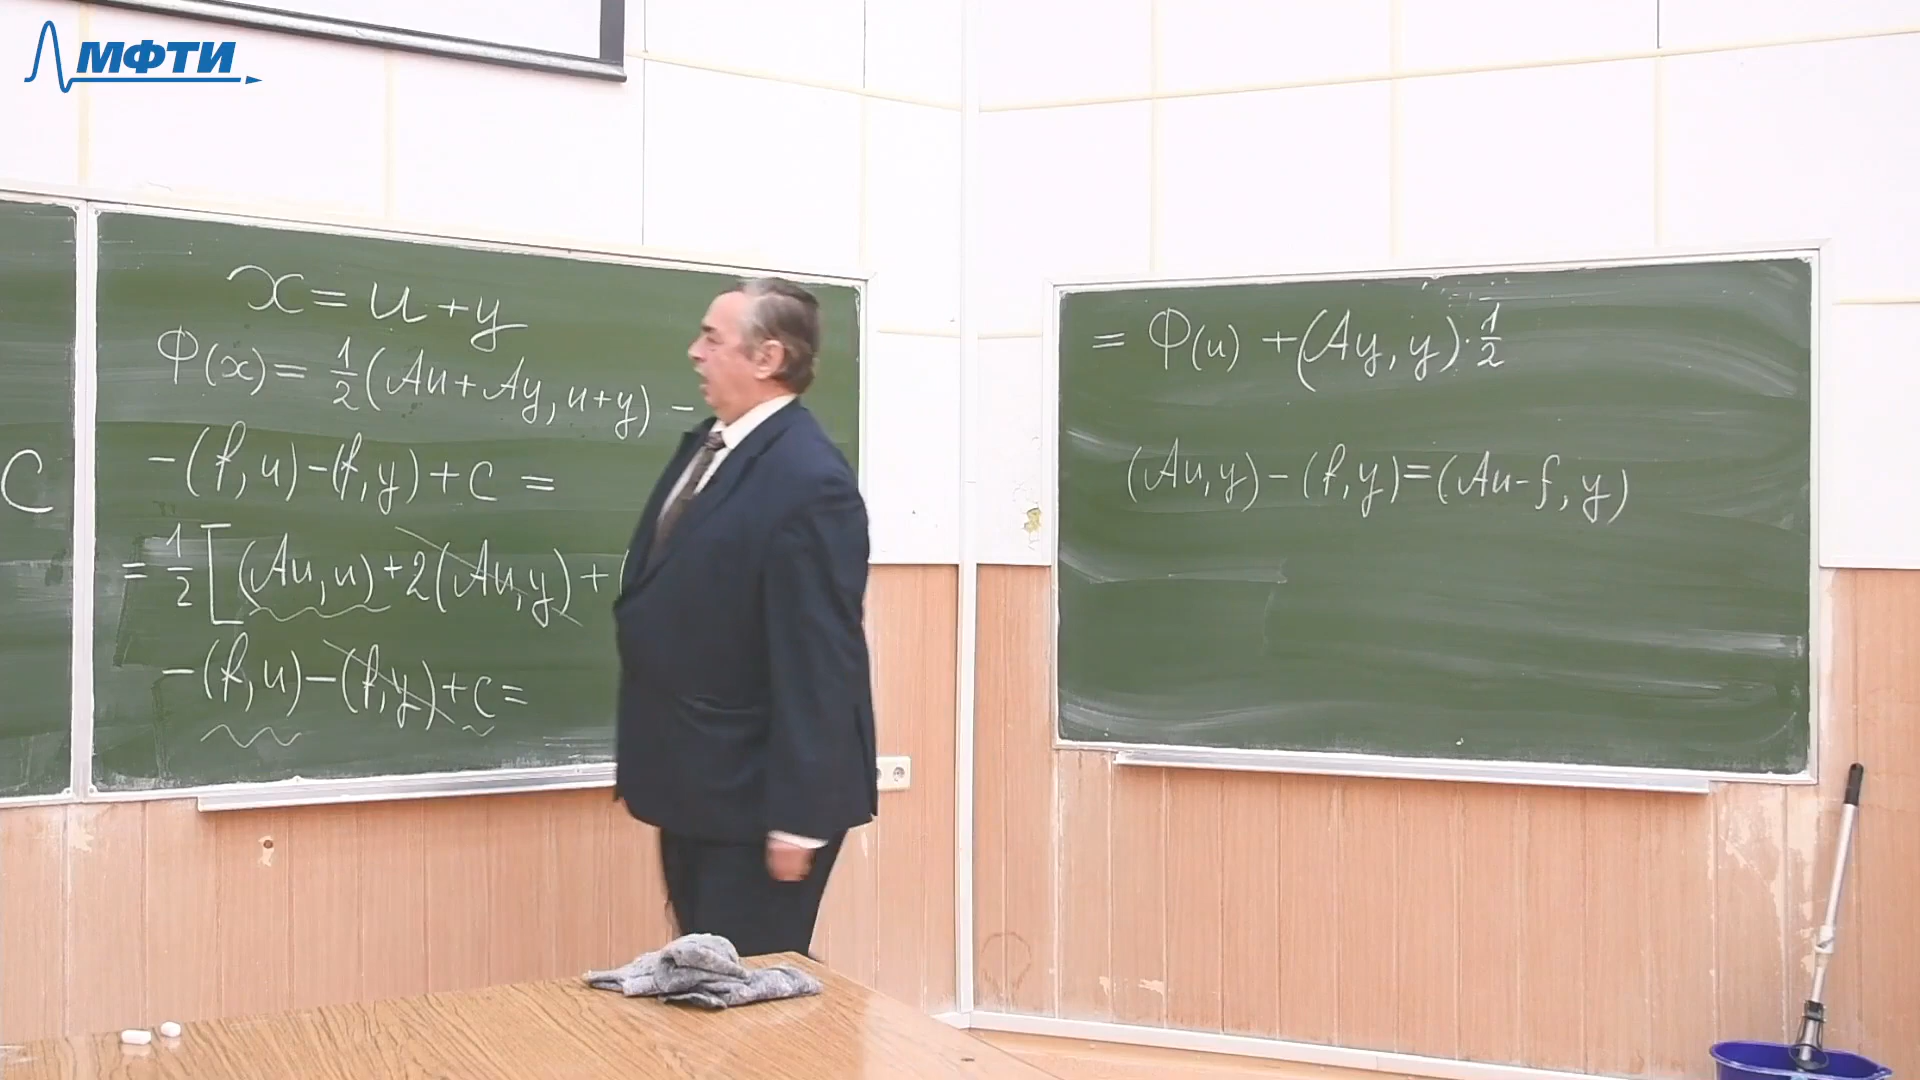 МФТИ
C
x = u + y
Ф(x) = 1/2 (Au + Ay, u + y) -
- (f, u) - (f, y) + c =
= 1/2 [(Au, u) + 2(Au, y) + (
- (f, u) - (f, y) + c =
= Ф(u) + (Ay, y) · 1/2
(Au, y) - (f, y) = (Au - f, y)